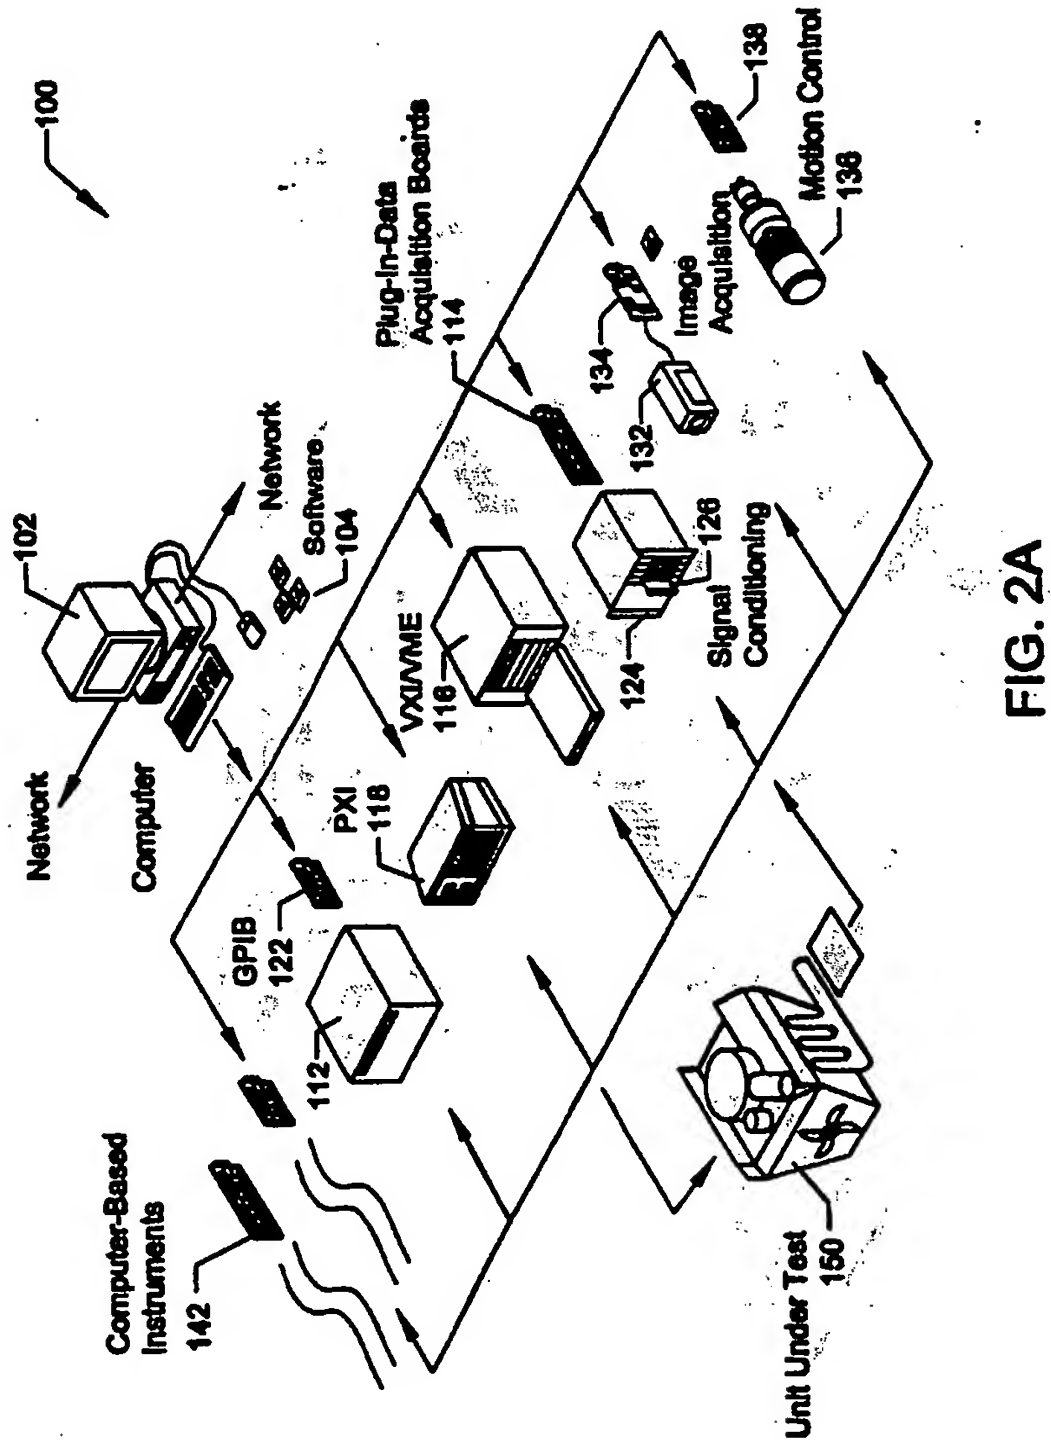 100
Network
102
Computer
Network
Software
104
Computer-Based
Instruments
142
GPIB
122
112
PXI
118
VXI/VME
116
Plug-In-Data
Acquisition Boards
114
134
132
Image
Acquisition
138
Motion Control
136
124
126
Signal
Conditioning
Unit Under Test
150
FIG. 2A